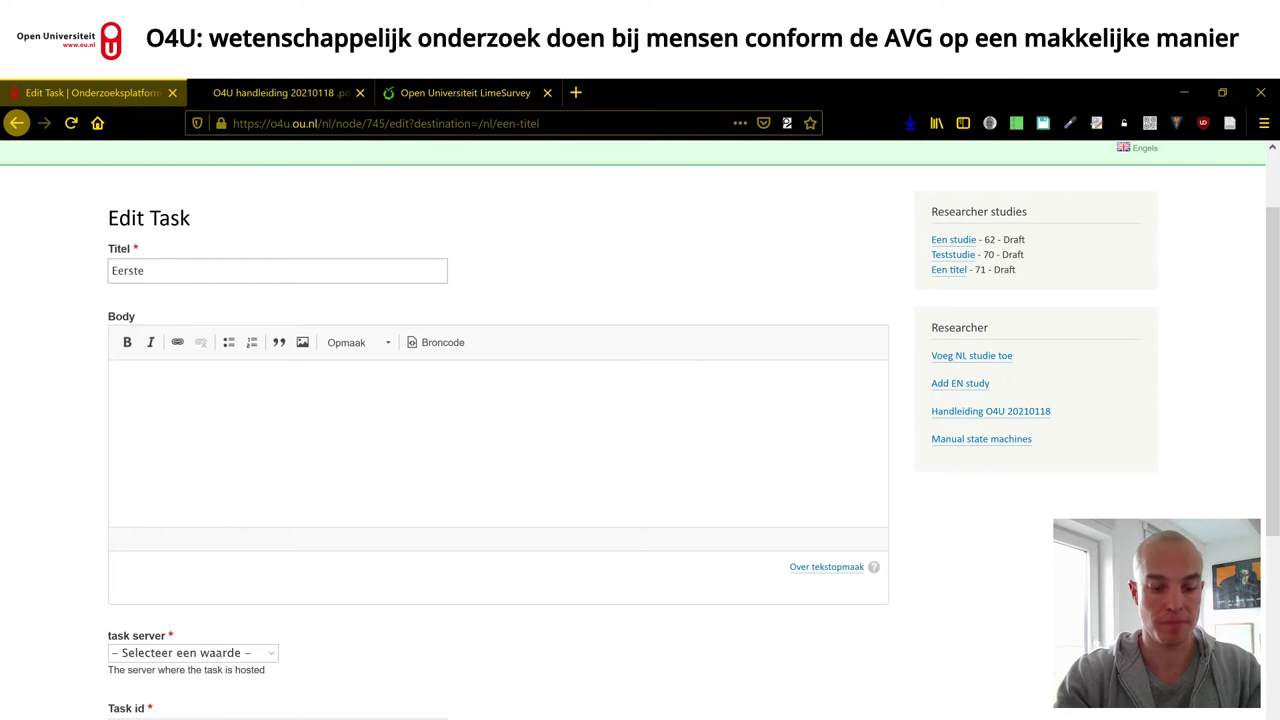 Open Universiteit
www.ou.nl
O4U: wetenschappelijk onderzoek doen bij mensen conform de AVG op een makkelijke manier
Edit Task | Onderzoeksplatform
O4U handleiding 20210118 .pd
Open Universiteit LimeSurvey
https://o4u.ou.nl/nl/node/745/edit?destination=/nl/een-titel
Engels
Edit Task
Titel *
Eerste
Body
B I Opmaak Broncode
Over tekstopmaak ?
task server *
- Selecteer een waarde -
The server where the task is hosted
Task id *
Researcher studies
Een studie - 62 - Draft
Teststudie - 70 - Draft
Een titel - 71 - Draft
Researcher
Voeg NL studie toe
Add EN study
Handleiding O4U 20210118
Manual state machines